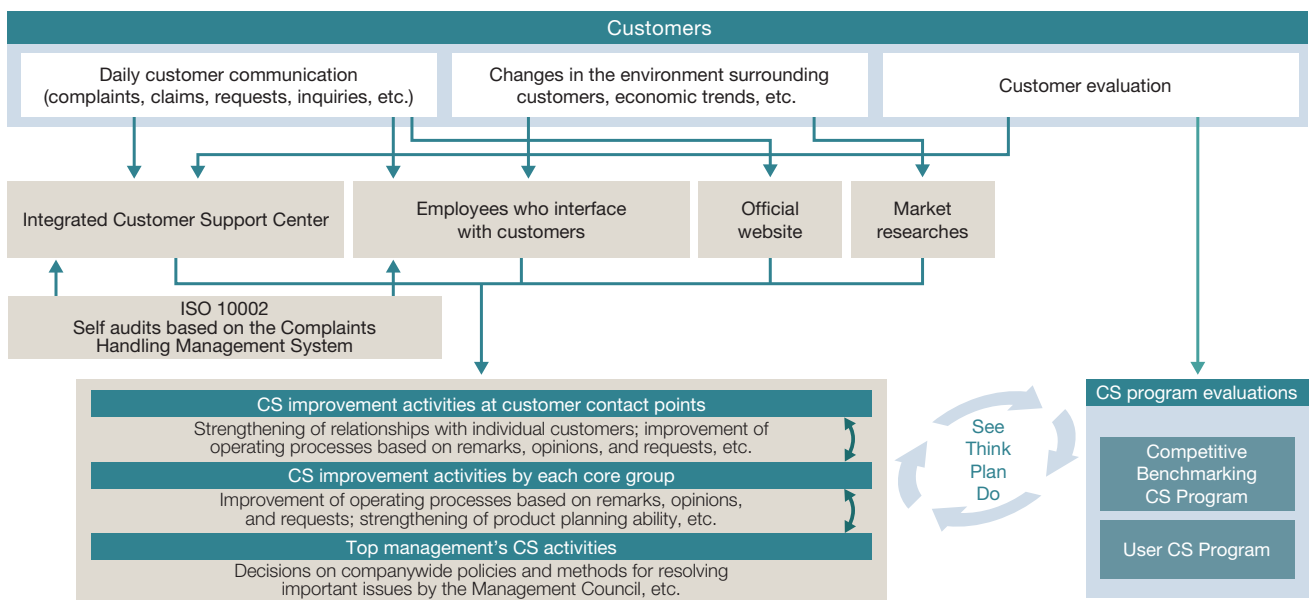 Customers
Daily customer communication
(complaints, claims, requests, inquiries, etc.)
Changes in the environment surrounding
customers, economic trends, etc.
Customer evaluation
Integrated Customer Support Center
Employees who interface
with customers
Official
website
Market
researches
ISO 10002
Self audits based on the Complaints
Handling Management System
CS improvement activities at customer contact points
Strengthening of relationships with individual customers; improvement of
operating processes based on remarks, opinions, and requests, etc.
CS improvement activities by each core group
Improvement of operating processes based on remarks, opinions,
and requests; strengthening of product planning ability, etc.
Top management's CS activities
Decisions on companywide policies and methods for resolving
important issues by the Management Council, etc.
See
Think
Plan
Do
CS program evaluations
Competitive
Benchmarking
CS Program
User CS Program